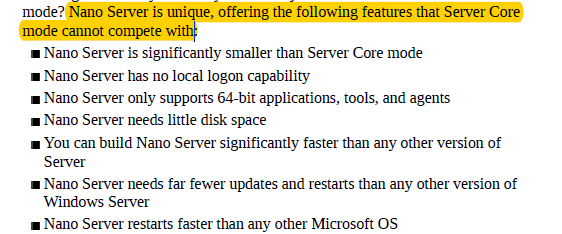 mode? Nano Server is unique, offering the following features that Server Core
mode cannot compete with:
■ Nano Server is significantly smaller than Server Core mode
■ Nano Server has no local logon capability
■ Nano Server only supports 64-bit applications, tools, and agents
■ Nano Server needs little disk space
■ You can build Nano Server significantly faster than any other version of
Server
■ Nano Server needs far fewer updates and restarts than any other version of
Windows Server
■ Nano Server restarts faster than any other Microsoft OS